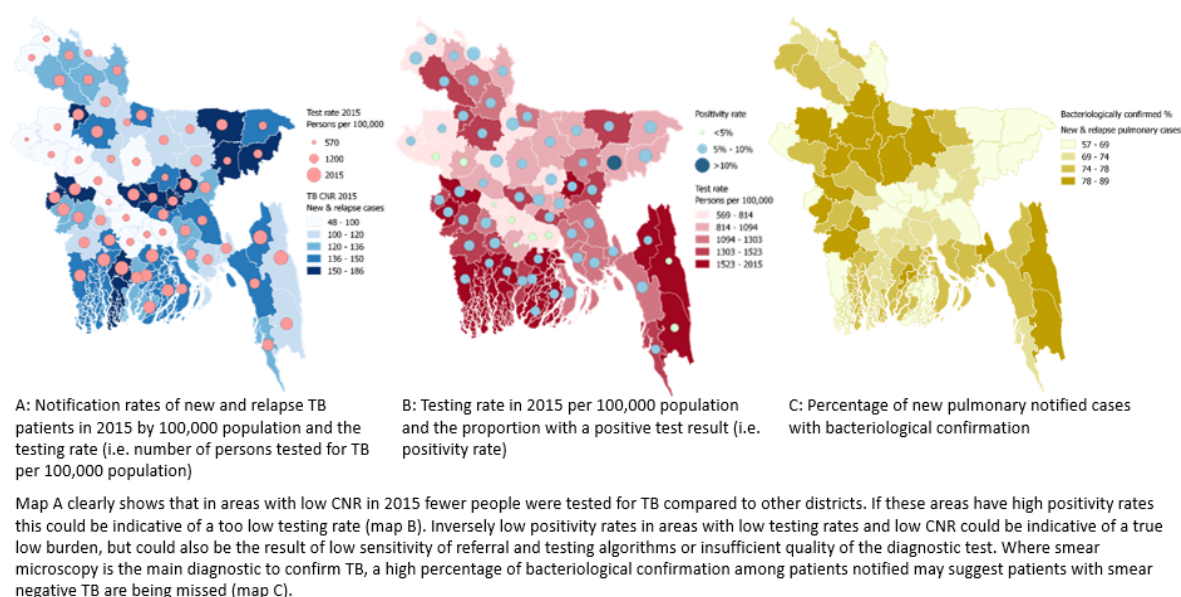 Test rate 2015
Persons per 100,000
570
1200
2015
TB CNR 2015
New & relapse cases
48 - 100
100 - 120
120 - 136
136 - 150
150 - 186
Positivity rate
<5%
5% - 10%
>10%
Test rate
Persons per 100,000
569 - 814
814 - 1094
1094 - 1303
1303 - 1523
1523 - 2015
Bacteriologically confirmed %
New & relapse pulmonary cases
57 - 69
69 - 74
74 - 78
78 - 89
A: Notification rates of new and relapse TB
patients in 2015 by 100,000 population and the
testing rate (i.e. number of persons tested for TB
per 100,000 population)
B: Testing rate in 2015 per 100,000 population
and the proportion with a positive test result (i.e.
positivity rate)
C: Percentage of new pulmonary notified cases
with bacteriological confirmation
Map A clearly shows that in areas with low CNR in 2015 fewer people were tested for TB compared to other districts. If these areas have high positivity rates
this could be indicative of a too low testing rate (map B). Inversely low positivity rates in areas with low testing rates and low CNR could be indicative of a true
low burden, but could also be the result of low sensitivity of referral and testing algorithms or insufficient quality of the diagnostic test. Where smear
microscopy is the main diagnostic to confirm TB, a high percentage of bacteriological confirmation among patients notified may suggest patients with smear
negative TB are being missed (map C).